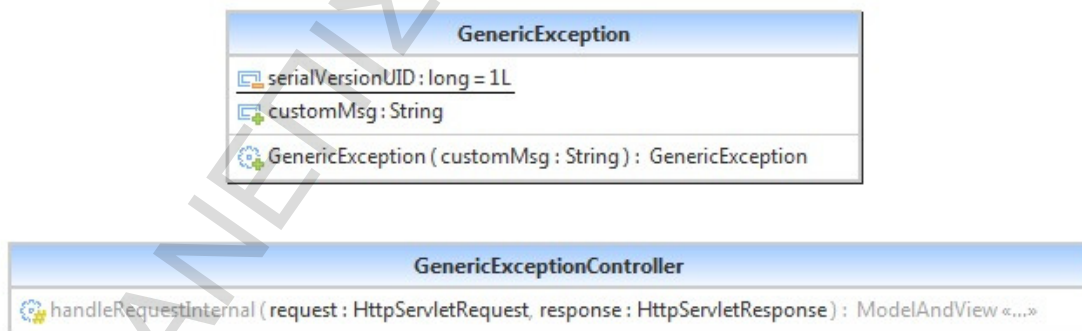 GenericException
serialVersionUID : long = 1L
customMsg : String
GenericException ( customMsg : String ) : GenericException
GenericExceptionController
handleRequestInternal ( request : HttpServletRequest, response : HttpServletResponse ) : ModelAndView «...»